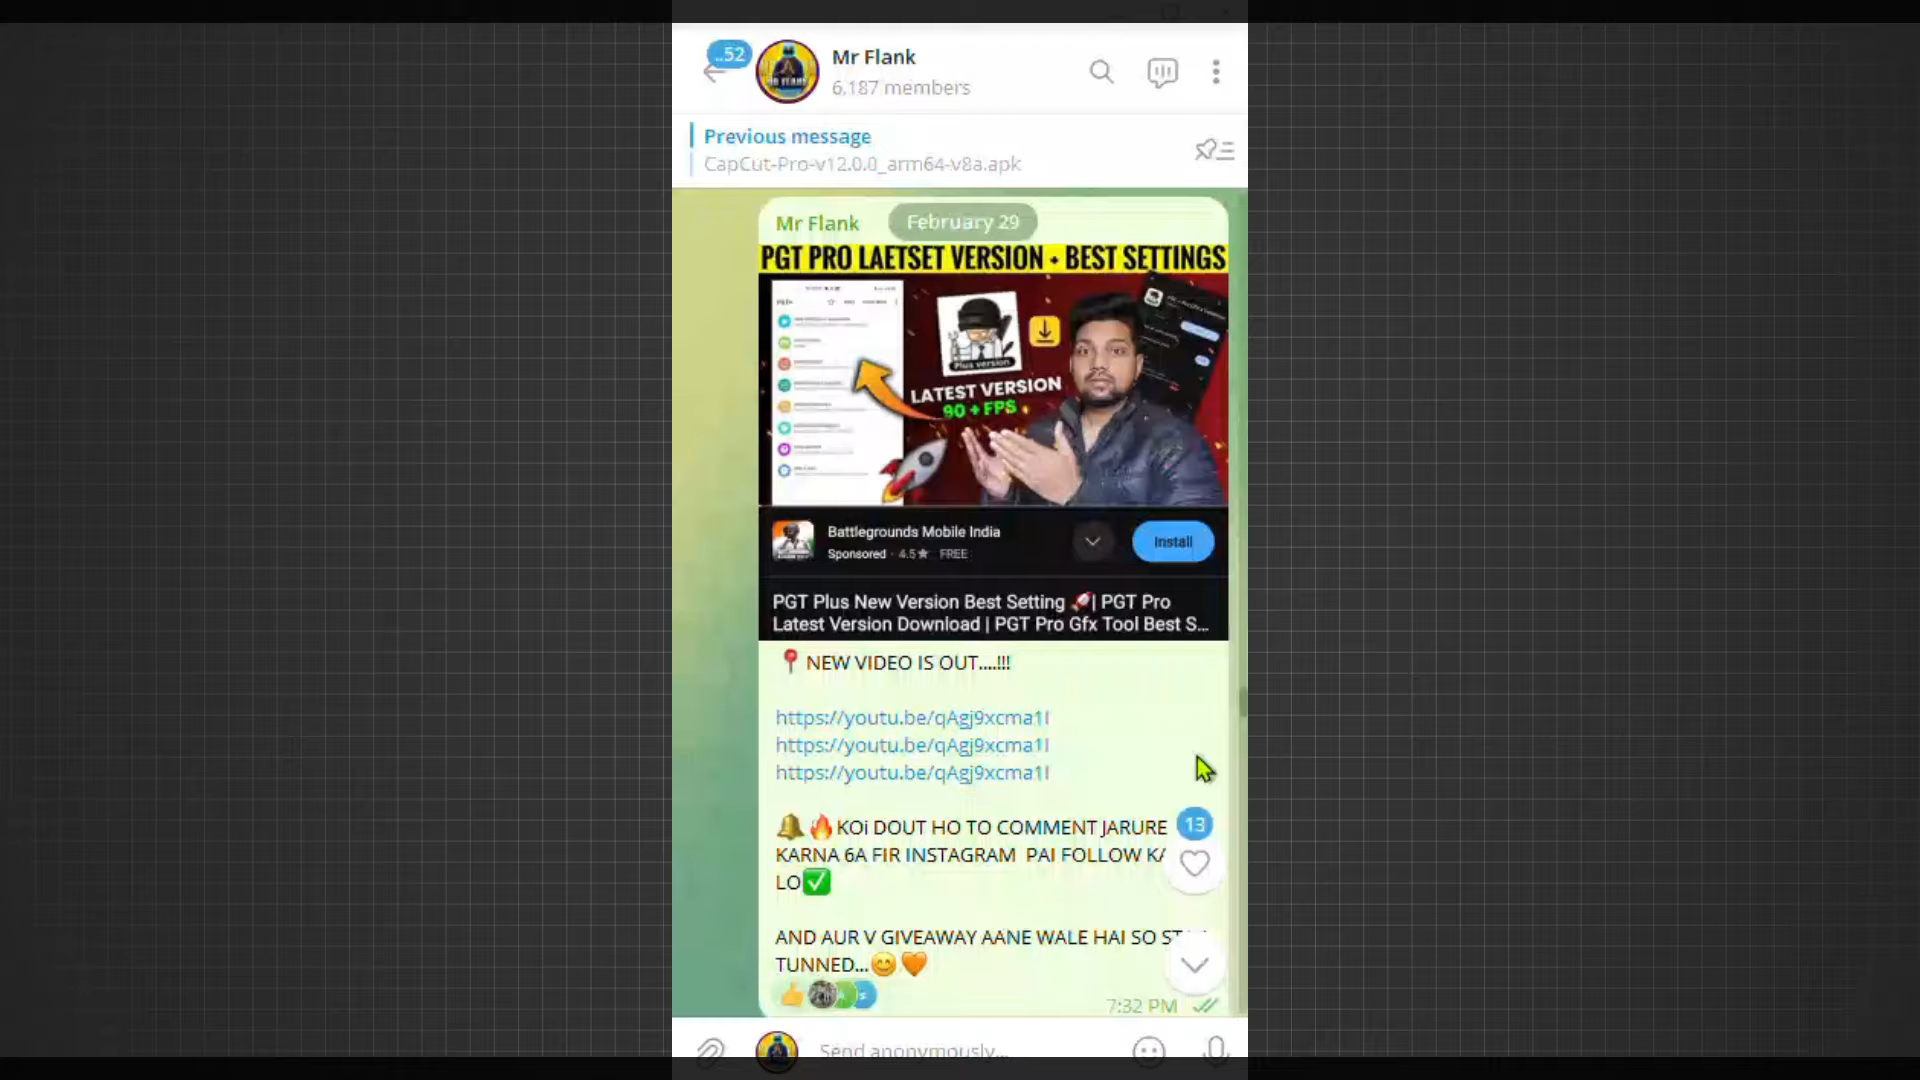 ..52
Mr Flank
6,187 members
Previous message
CapCut-Pro-v12.0.0_arm64-v8a.apk
Mr Flank
February 29
PGT PRO LAETSET VERSION + BEST SETTINGS
Plus version
LATEST VERSION
90 + FPS
Battlegrounds Mobile India
Sponsored · 4.5★ FREE
Install
PGT Plus New Version Best Setting 🚀| PGT Pro
Latest Version Download | PGT Pro Gfx Tool Best S...
📍 NEW VIDEO IS OUT....!!!
https://youtu.be/qAgj9xcma1I
https://youtu.be/qAgj9xcma1I
https://youtu.be/qAgj9xcma1I
🔔🔥KOi DOUT HO TO COMMENT JARURE
13
KARNA 6A FIR INSTAGRAM PAI FOLLOW KA
LO✅
AND AUR V GIVEAWAY AANE WALE HAI SO
TUNNED...😊🧡
7:32 PM
Send anonymously...